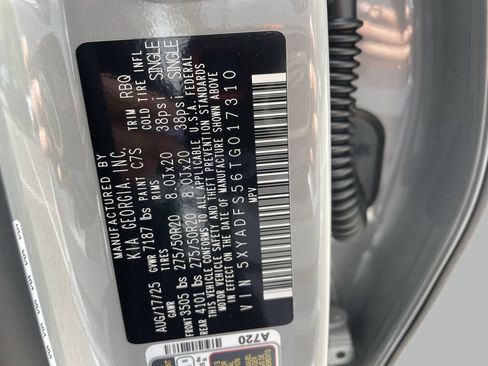 MANUFACTURED BY
KIA GEORGIA, INC.
AUG/17/25 GVWR 7187 lbs PAINT C7S TRIM RBQ
GAWR TIRES RIMS COLD TIRE INFL
FRONT 3505 lbs 275/50R20 8.0Jx20 38psi SINGLE
REAR 4101 lbs 275/50R20 8.0Jx20 38psi SINGLE
THIS VEHICLE CONFORMS TO ALL APPLICABLE U.S.A. FEDERAL
MOTOR VEHICLE SAFETY AND THEFT PREVENTION STANDARDS
IN EFFECT ON THE DATE OF MANUFACTURE SHOWN ABOVE
VIN 5XYADFS56TG017310
MPV
A720